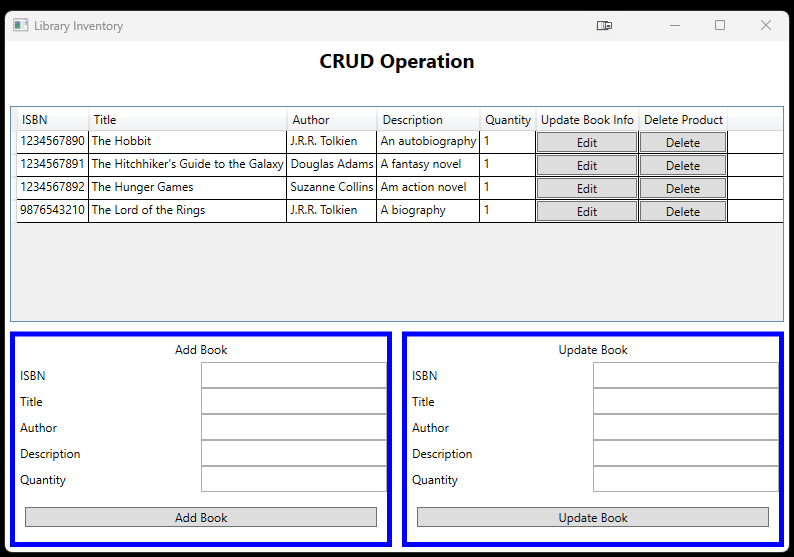 Library Inventory
CRUD Operation
ISBN Title Author Description Quantity Update Book Info Delete Product
1234567890 The Hobbit J.R.R. Tolkien An autobiography 1 Edit Delete
1234567891 The Hitchhiker's Guide to the Galaxy Douglas Adams A fantasy novel 1 Edit Delete
1234567892 The Hunger Games Suzanne Collins Am action novel 1 Edit Delete
9876543210 The Lord of the Rings J.R.R. Tolkien A biography 1 Edit Delete
Add Book
ISBN
Title
Author
Description
Quantity
Add Book
Update Book
ISBN
Title
Author
Description
Quantity
Update Book